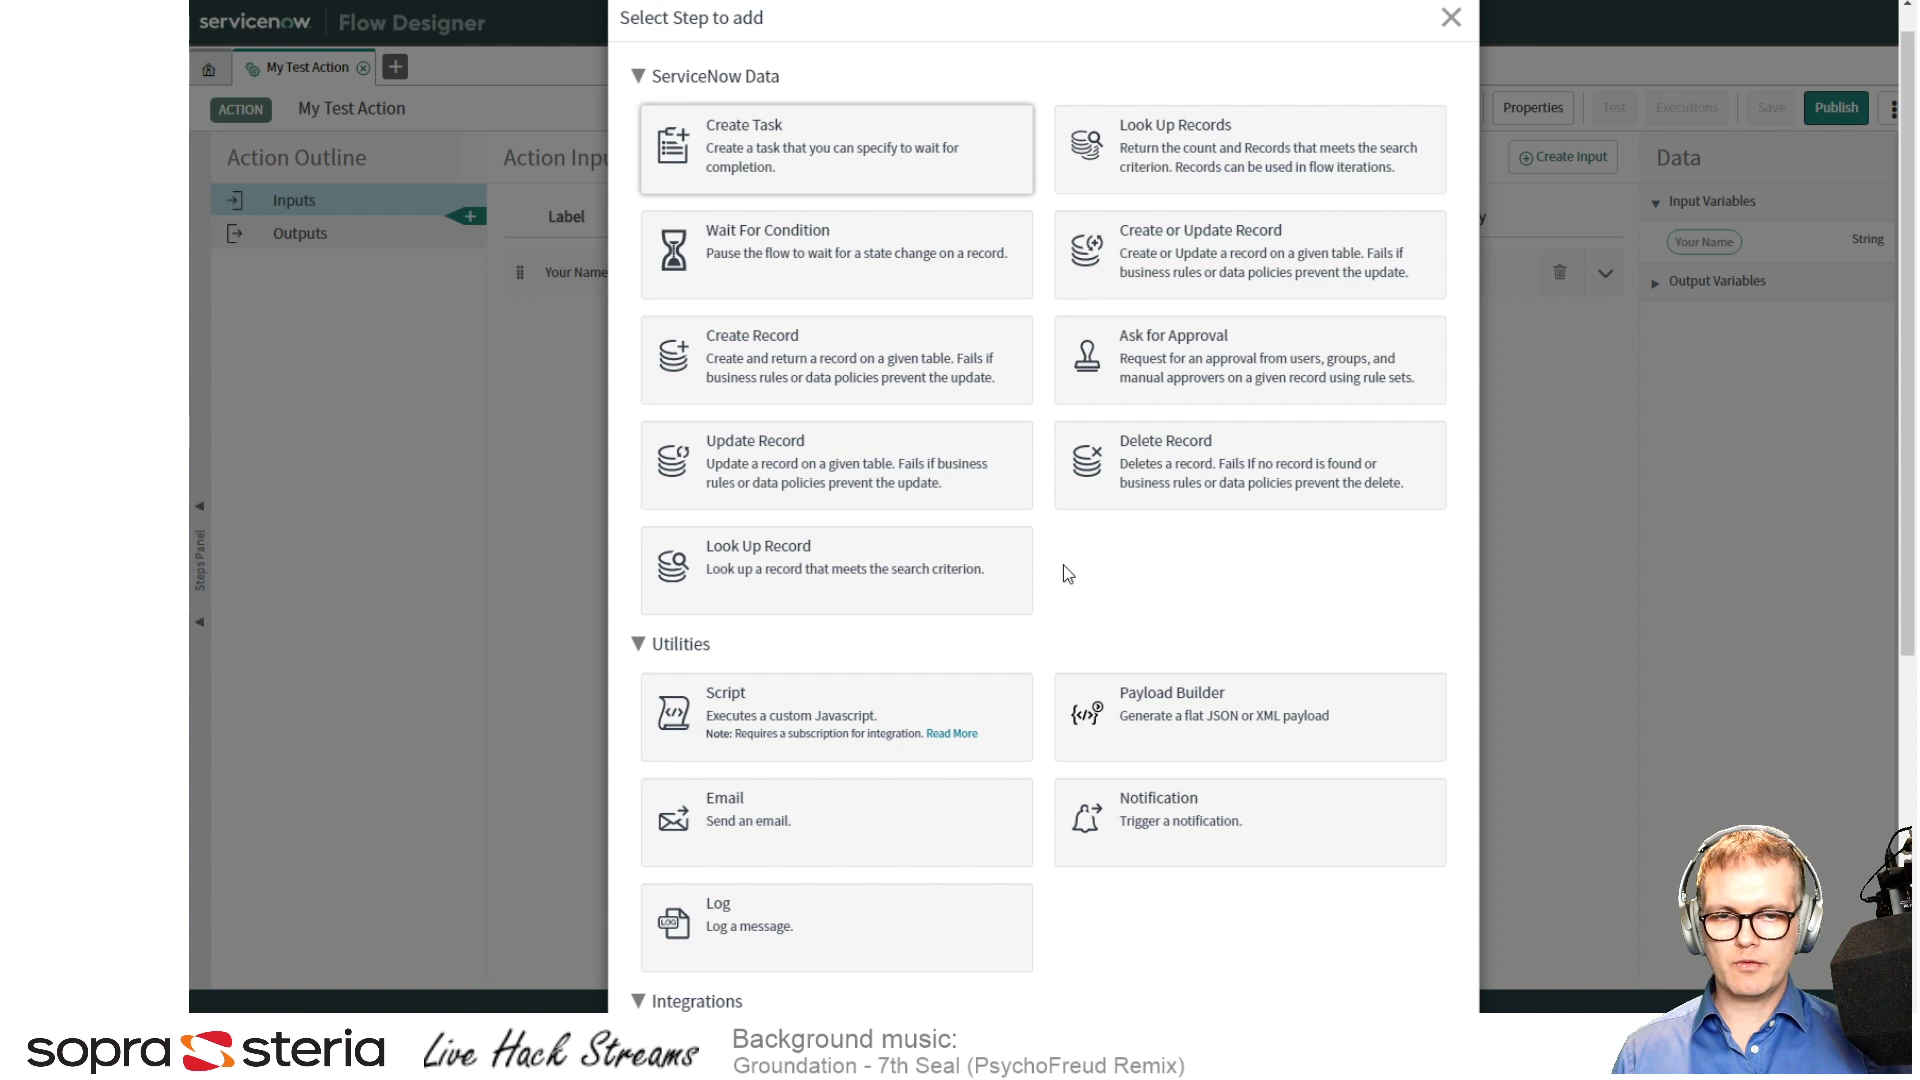 servicenow
Flow Designer
Select Step to add
My Test Action
ACTION
My Test Action
Properties
Test
Executions
Save
Publish
Action Outline
Inputs
Outputs
Action Inpu
Create Input
Label
Your Name
Data
Input Variables
Your Name
String
Output Variables
Steps Panel
ServiceNow Data
Create Task
Create a task that you can specify to wait for
completion.
Look Up Records
Return the count and Records that meets the search
criterion. Records can be used in flow iterations.
Wait For Condition
Pause the flow to wait for a state change on a record.
Create or Update Record
Create or Update a record on a given table. Fails if
business rules or data policies prevent the update.
Create Record
Create and return a record on a given table. Fails if
business rules or data policies prevent the update.
Ask for Approval
Request for an approval from users, groups, and
manual approvers on a given record using rule sets.
Update Record
Update a record on a given table. Fails if business
rules or data policies prevent the update.
Delete Record
Deletes a record. Fails If no record is found or
business rules or data policies prevent the delete.
Look Up Record
Look up a record that meets the search criterion.
Utilities
Script
Executes a custom Javascript.
Note: Requires a subscription for integration. Read More
Payload Builder
Generate a flat JSON or XML payload
Email
Send an email.
Notification
Trigger a notification.
LOG
Log
Log a message.
Integrations
sopra steria
Live Hack Streams
Background music:
Groundation - 7th Seal (PsychoFreud Remix)